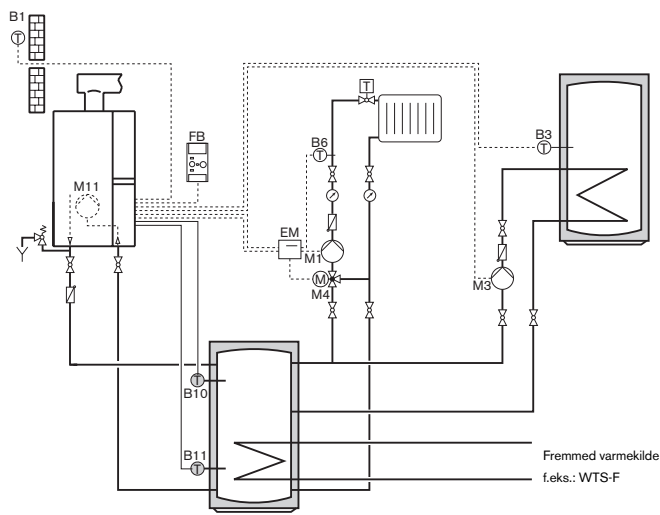 B1
T
T
FB
B6
T
B3
T
M11
EM
M1
M
M4
M3
T
B10
B11
T
Fremmed varmekilde
f.eks.: WTS-F